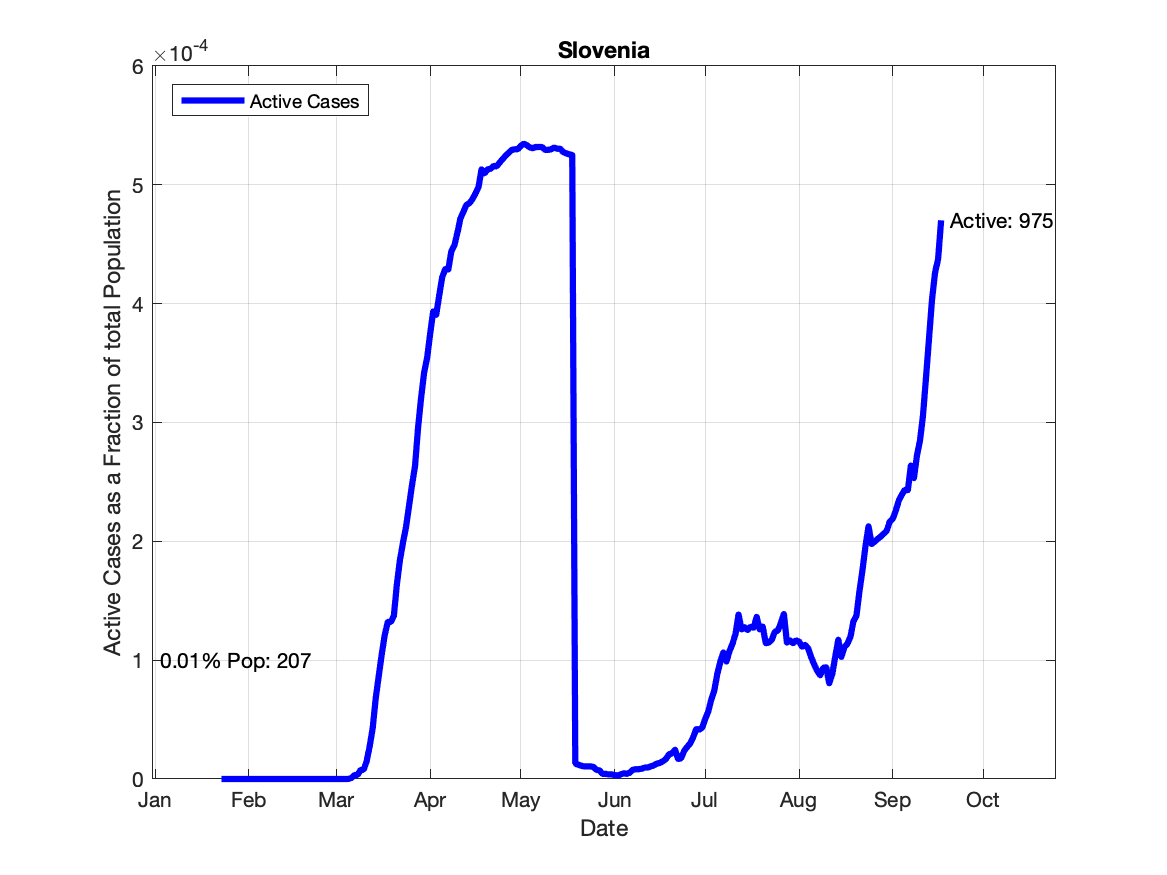 Slovenia
×10-4
Active Cases
6
5
4
3
2
1
0
Active Cases as a Fraction of total Population
Active: 975
0.01% Pop: 207
Jan Feb Mar Apr May Jun Jul Aug Sep Oct
Date